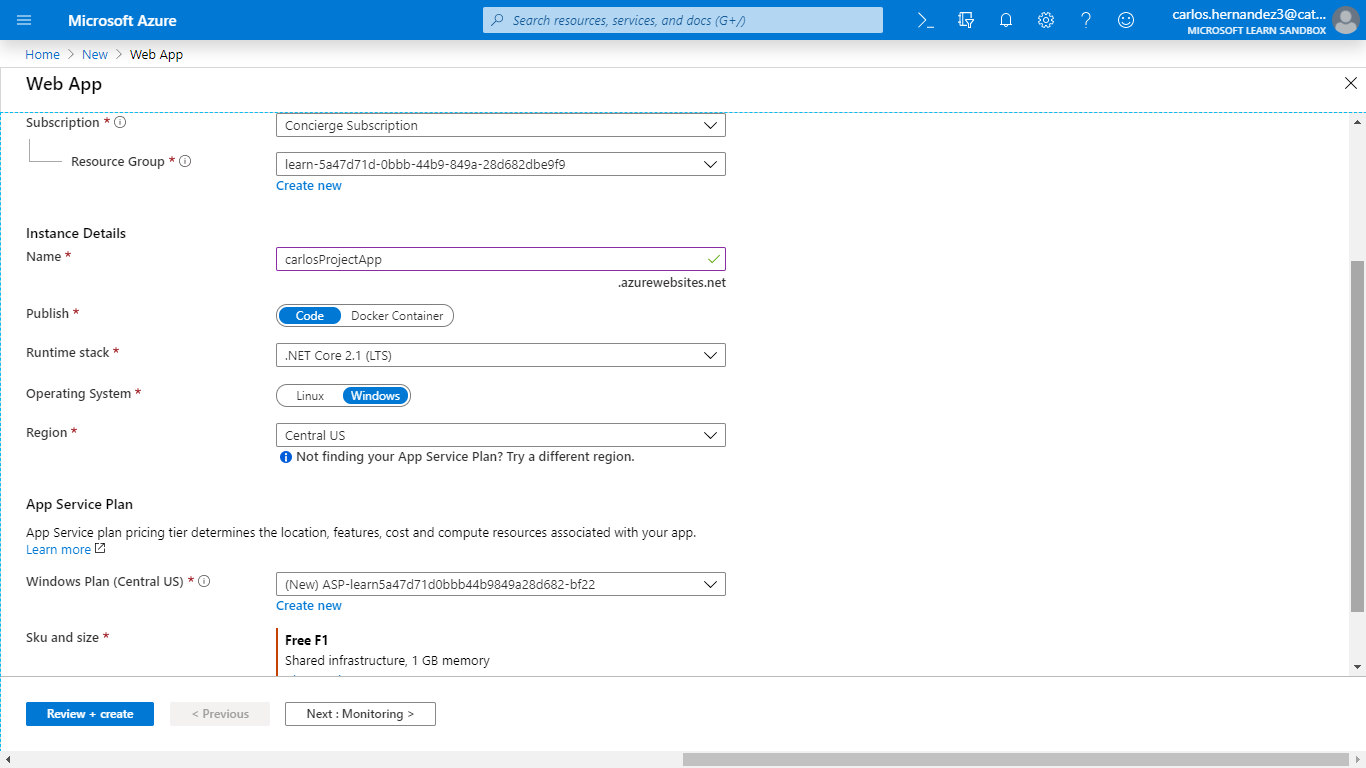 Microsoft Azure
Search resources, services, and docs (G+/)
carlos.hernandez3@cat...
MICROSOFT LEARN SANDBOX
Home > New > Web App
Web App
Subscription * Concierge Subscription
Resource Group * learn-5a47d71d-0bbb-44b9-849a-28d682dbe9f9
Create new
Instance Details
Name * carlosProjectApp
.azurewebsites.net
Publish * Code Docker Container
Runtime stack * .NET Core 2.1 (LTS)
Operating System * Linux Windows
Region * Central US
Not finding your App Service Plan? Try a different region.
App Service Plan
App Service plan pricing tier determines the location, features, cost and compute resources associated with your app.
Learn more
Windows Plan (Central US) * (New) ASP-learn5a47d71d0bbb44b9849a28d682-bf22
Create new
Sku and size * Free F1
Shared infrastructure, 1 GB memory
Review + create < Previous Next : Monitoring >